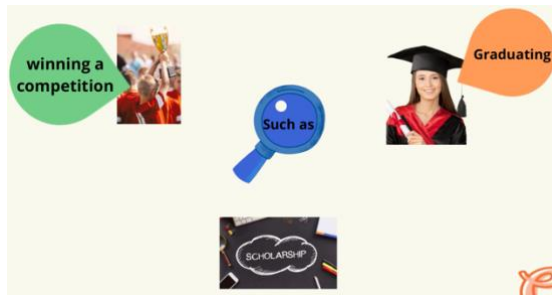 winning a
competition
Graduating
Such as
SCHOLARSHIP